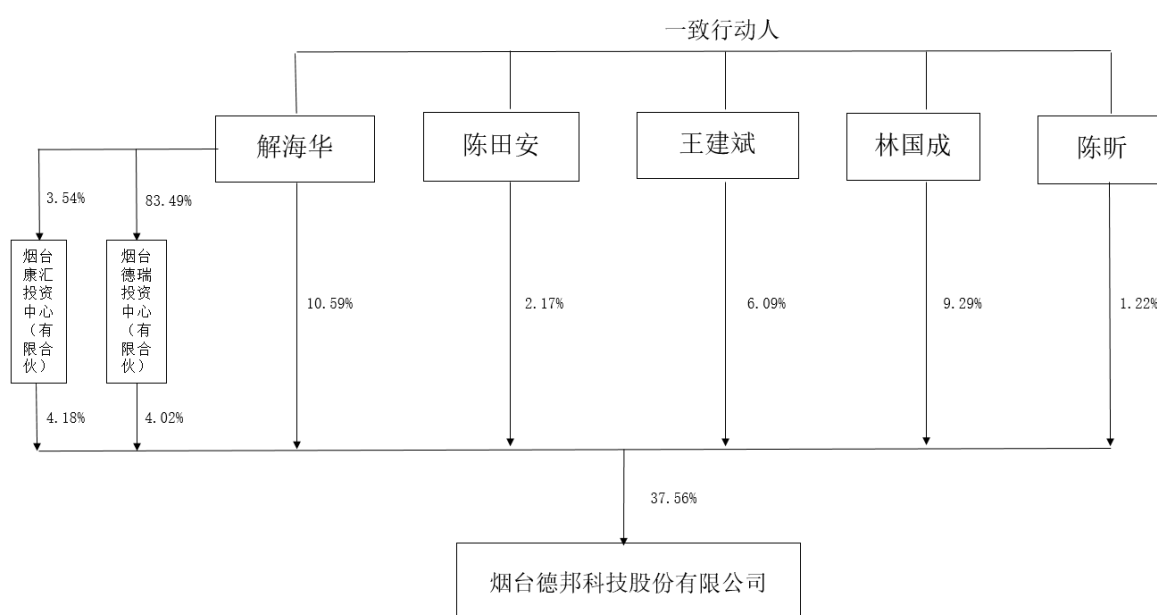 一致行动人
解海华
陈田安
王建斌
林国成
陈昕
3.54%
83.49%
烟台
康汇
投资
中心
（有
限合
伙）
烟台
德瑞
投资
中心
（有
限合
伙）
10.59%
2.17%
6.09%
9.29%
1.22%
4.18%
4.02%
37.56%
烟台德邦科技股份有限公司